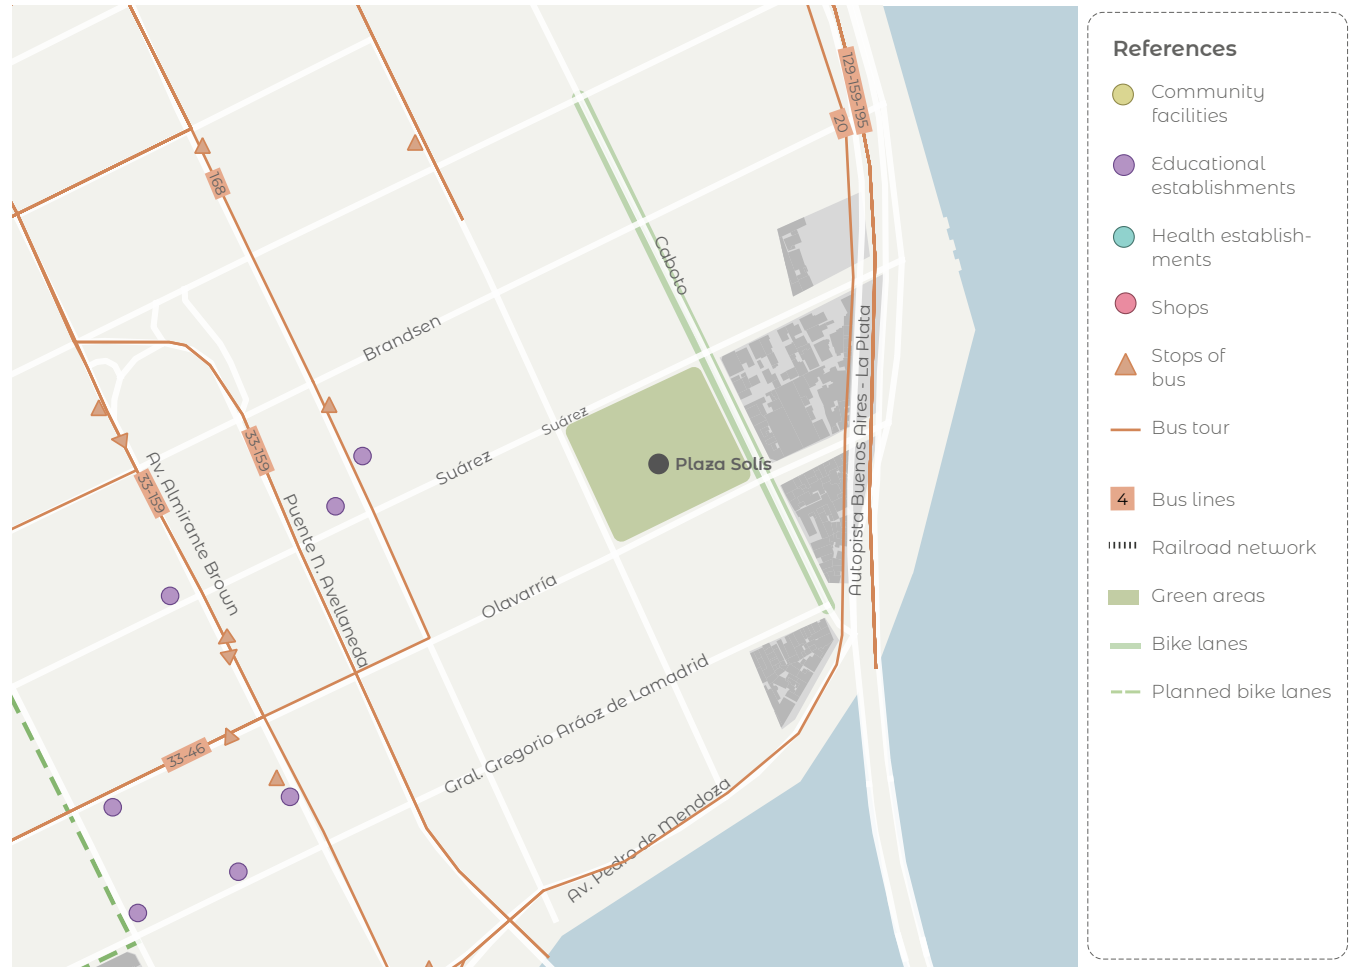 129-159-195
20
168
Caboto
Brandsen
Suárez
Suárez
Plaza Solís
Autopista Buenos Aires - La Plata
33-159
33-159
Av. Almirante Brown
Puente N. Avellaneda
Olavarría
Gral. Gregorio Aráoz de Lamadrid
33-46
Av. Pedro de Mendoza
References
Community
facilities
Educational
establishments
Health establish-
ments
Shops
Stops of
bus
Bus tour
4
Bus lines
Railroad network
Green areas
Bike lanes
Planned bike lanes